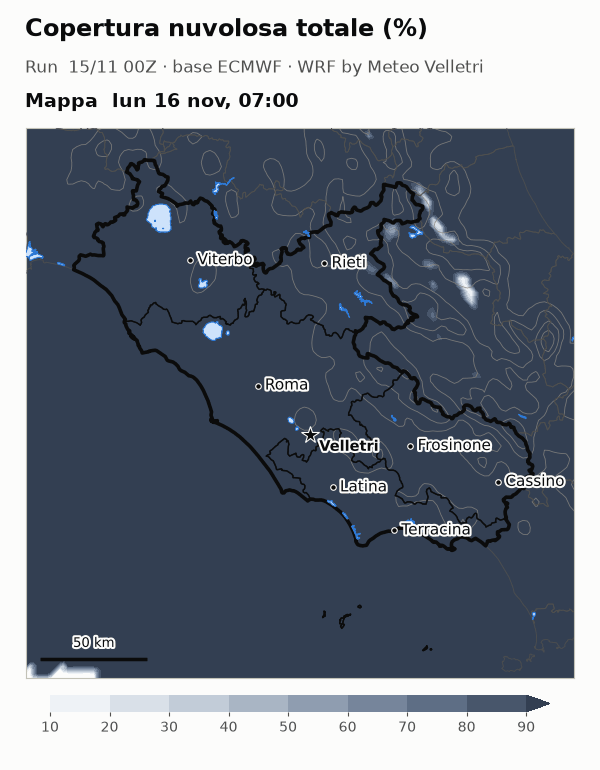 Copertura nuvolosa totale (%)
Run  15/11 00Z · base ECMWF · WRF by Meteo Velletri
Mappa  lun 16 nov, 07:00
Viterbo
Rieti
Roma
Velletri
Frosinone
Cassino
Latina
Terracina
50 km
10 20 30 40 50 60 70 80 90